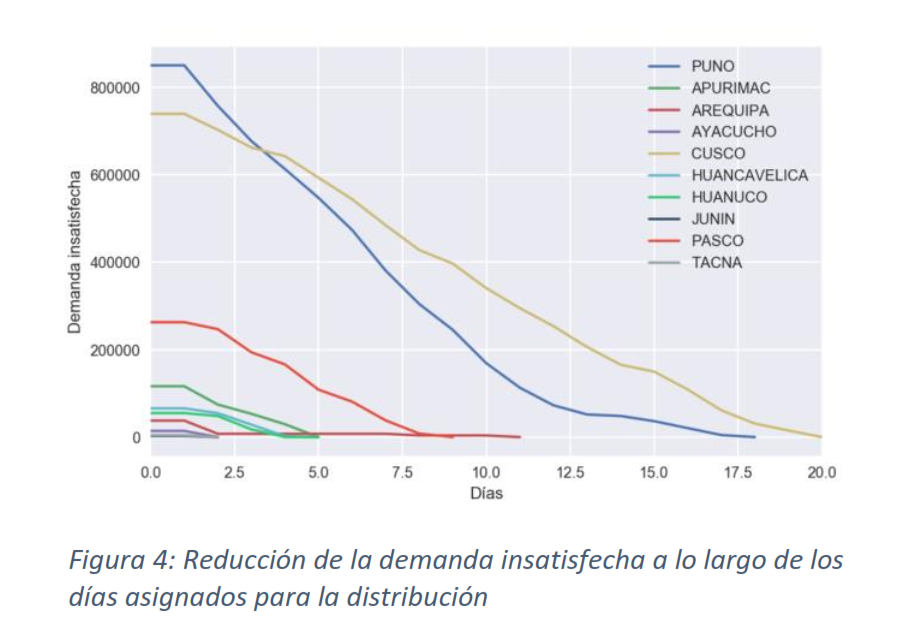 PUNO
800000
APURIMAC
AREQUIPA
AYACUCHO
CUSCO
600000
HUANCAVELICA
HUANUCO
JUNIN
PASCO
400000
TACNA
Demanda insatisfecha
200000
0
0.0 2.5 5.0 7.5 10.0 12.5 15.0 17.5 20.0
Días
Figura 4: Reducción de la demanda insatisfecha a lo largo de los
días asignados para la distribución